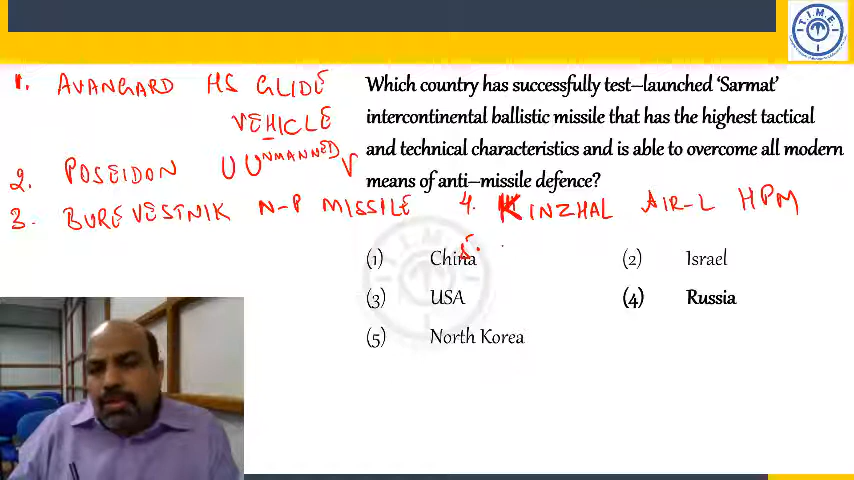 T.I.M.E.
1. AVANGARD HS GLIDE
VEHICLE
2. POSEIDON U UNMANNED V
3. BUREVESTNIK N-P MISSILE
Which country has successfully test–launched ‘Sarmat’
intercontinental ballistic missile that has the highest tactical
and technical characteristics and is able to overcome all modern
means of anti–missile defence?
4. KINZHAL AIR-L HPM
5.
(1) China (2) Israel
(3) USA (4) Russia
(5) North Korea